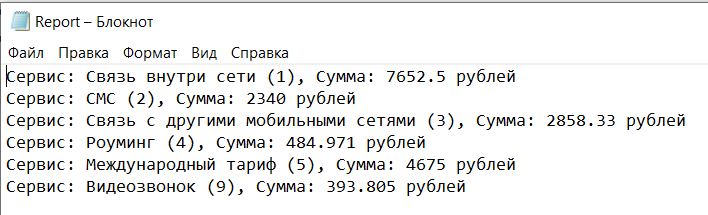 Report – Блокнот
Файл Правка Формат Вид Справка
Сервис: Связь внутри сети (1), Сумма: 7652.5 рублей
Сервис: СМС (2), Сумма: 2340 рублей
Сервис: Связь с другими мобильными сетями (3), Сумма: 2858.33 рублей
Сервис: Роуминг (4), Сумма: 484.971 рублей
Сервис: Международный тариф (5), Сумма: 4675 рублей
Сервис: Видеозвонок (9), Сумма: 393.805 рублей